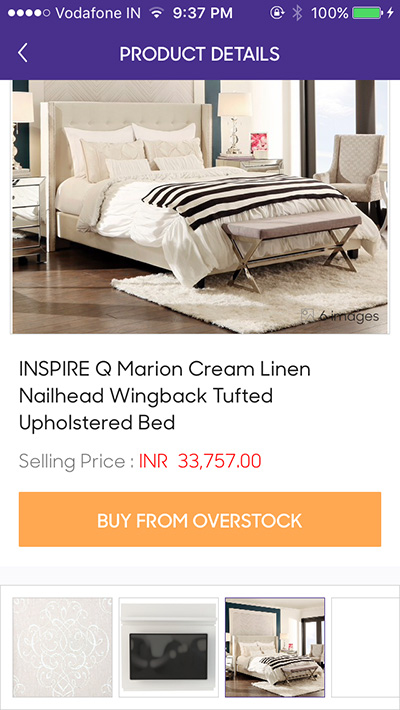 Vodafone IN 9:37 PM 100%
PRODUCT DETAILS
6 images
INSPIRE Q Marion Cream Linen
Nailhead Wingback Tufted
Upholstered Bed
Selling Price : INR 33,757.00
BUY FROM OVERSTOCK